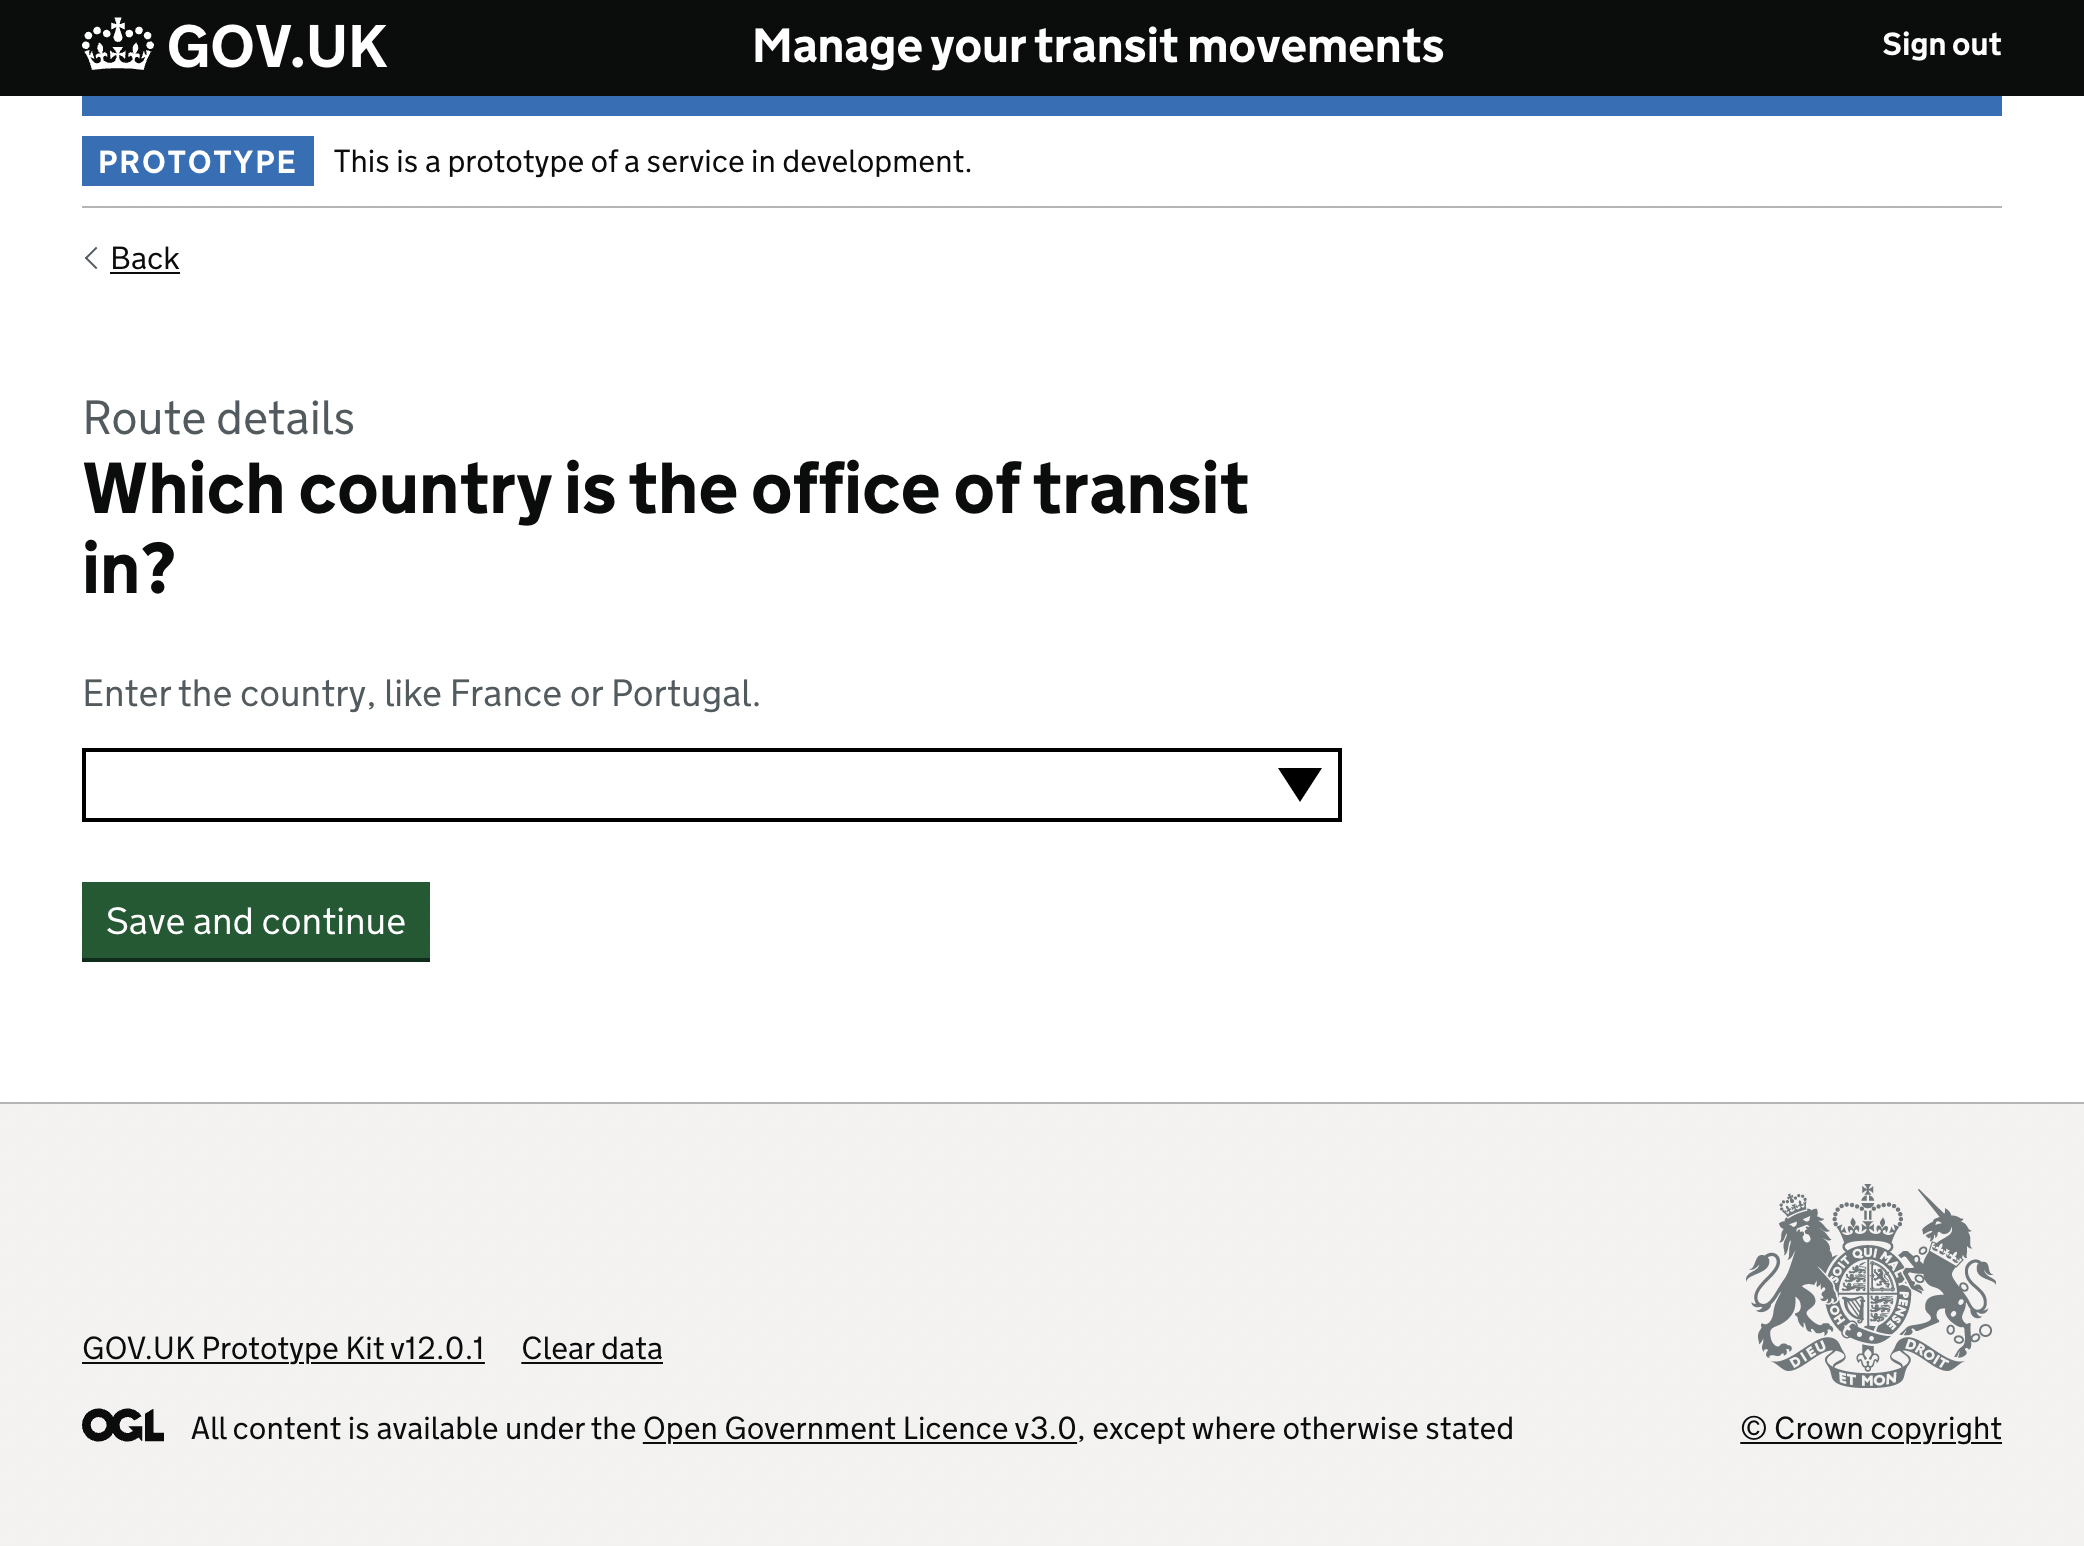 GOV.UK
Manage your transit movements
Sign out
PROTOTYPE This is a prototype of a service in development.
Back
Route details
Which country is the office of transit
in?
Enter the country, like France or Portugal.
Save and continue
SOIT QUI MAL Y PENSE
HON
DIEU ET MON DROIT
GOV.UK Prototype Kit v12.0.1 Clear data
OGL All content is available under the Open Government Licence v3.0, except where otherwise stated
© Crown copyright